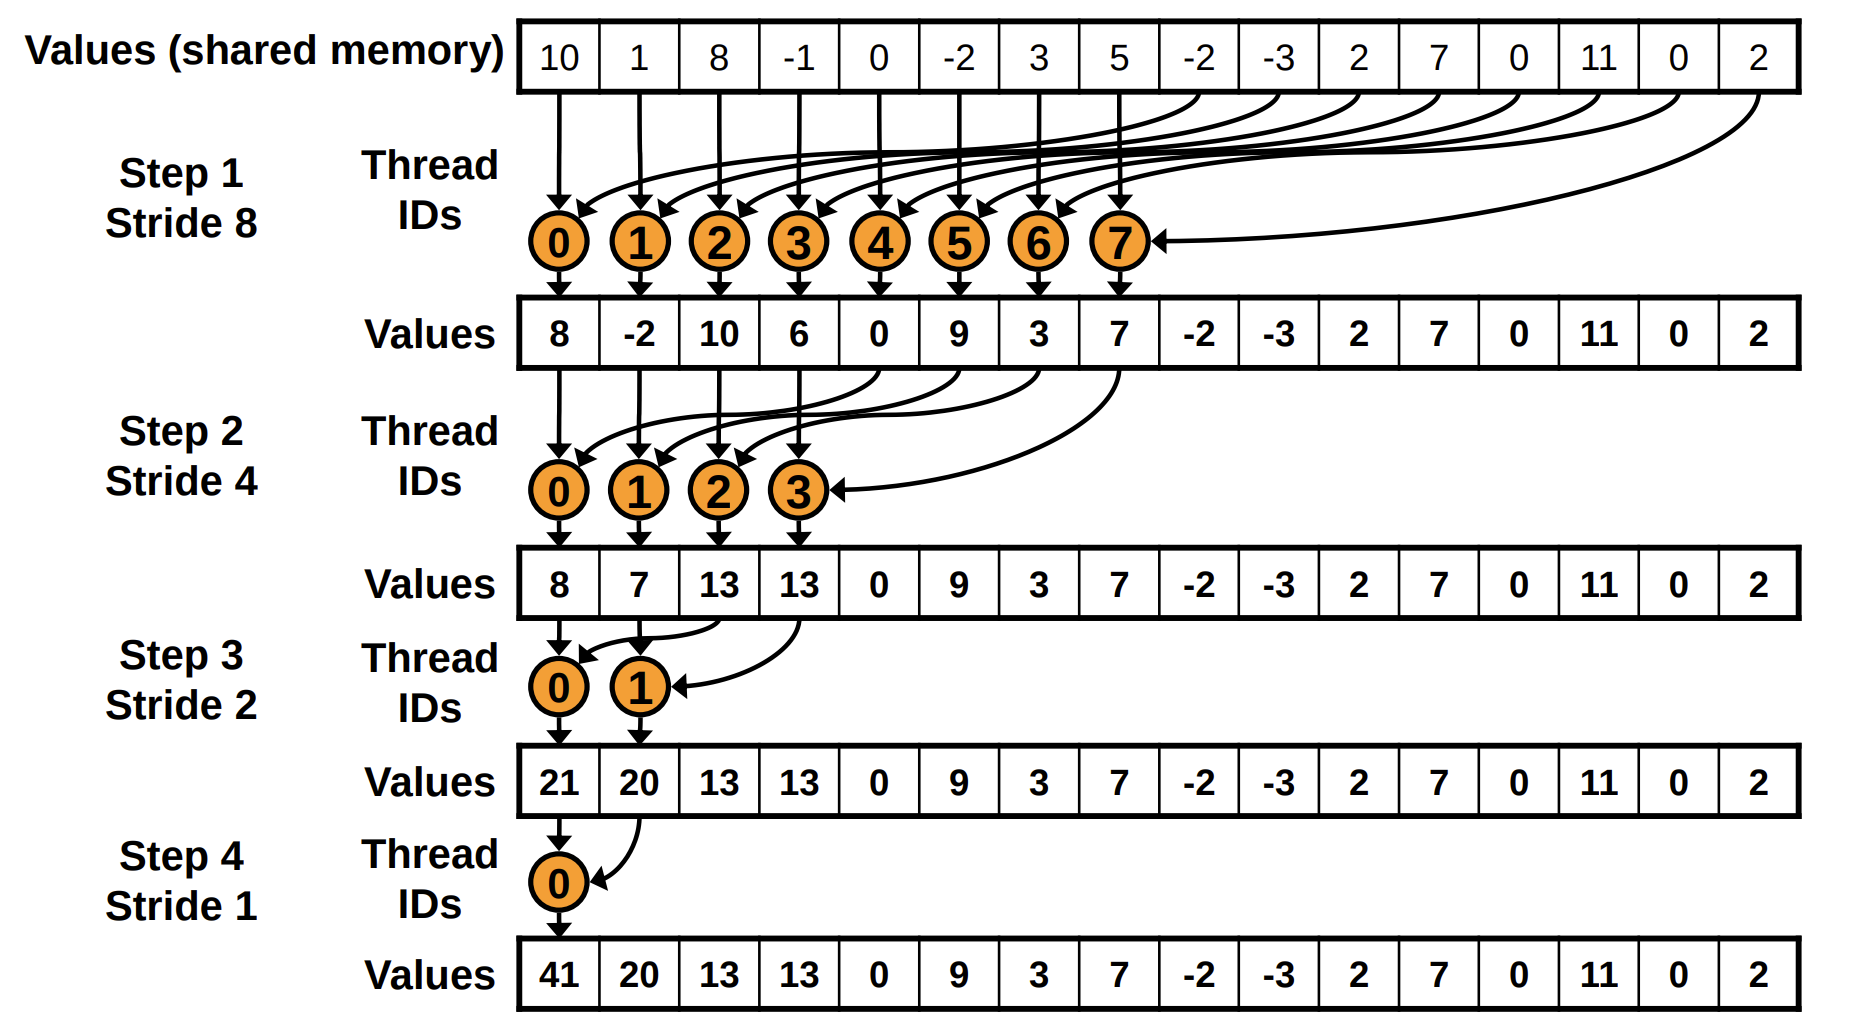 Values (shared memory) 10 1 8 -1 0 -2 3 5 -2 -3 2 7 0 11 0 2
Step 1 Thread
Stride 8 IDs
0 1 2 3 4 5 6 7
Values 8 -2 10 6 0 9 3 7 -2 -3 2 7 0 11 0 2
Step 2 Thread
Stride 4 IDs
0 1 2 3
Values 8 7 13 13 0 9 3 7 -2 -3 2 7 0 11 0 2
Step 3 Thread
Stride 2 IDs
0 1
Values 21 20 13 13 0 9 3 7 -2 -3 2 7 0 11 0 2
Step 4 Thread
Stride 1 IDs
0
Values 41 20 13 13 0 9 3 7 -2 -3 2 7 0 11 0 2